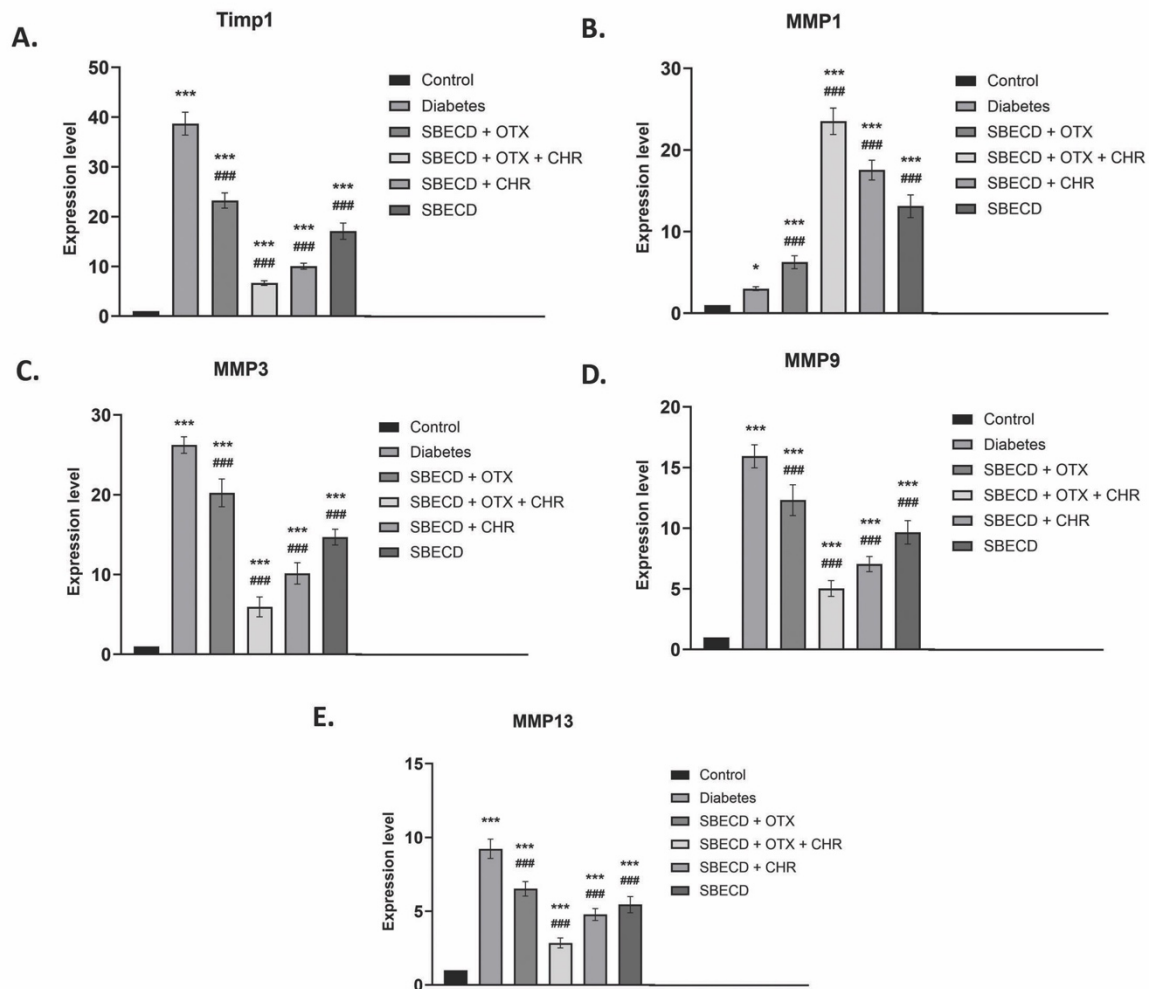 A.
Timp1
Expression level
50
40
30
20
10
0
***
***
###
***
###
***
###
***
###
Control
Diabetes
SBECD + OTX
SBECD + OTX + CHR
SBECD + CHR
SBECD
B.
MMP1
Expression level
30
20
10
0
*
***
###
***
###
***
###
***
###
Control
Diabetes
SBECD + OTX
SBECD + OTX + CHR
SBECD + CHR
SBECD
C.
MMP3
Expression level
30
20
10
0
***
***
###
***
###
***
###
***
###
Control
Diabetes
SBECD + OTX
SBECD + OTX + CHR
SBECD + CHR
SBECD
D.
MMP9
Expression level
20
15
10
5
0
***
***
###
***
###
***
###
***
###
Control
Diabetes
SBECD + OTX
SBECD + OTX + CHR
SBECD + CHR
SBECD
E.
MMP13
Expression level
15
10
5
0
***
***
###
***
###
***
###
***
###
Control
Diabetes
SBECD + OTX
SBECD + OTX + CHR
SBECD + CHR
SBECD